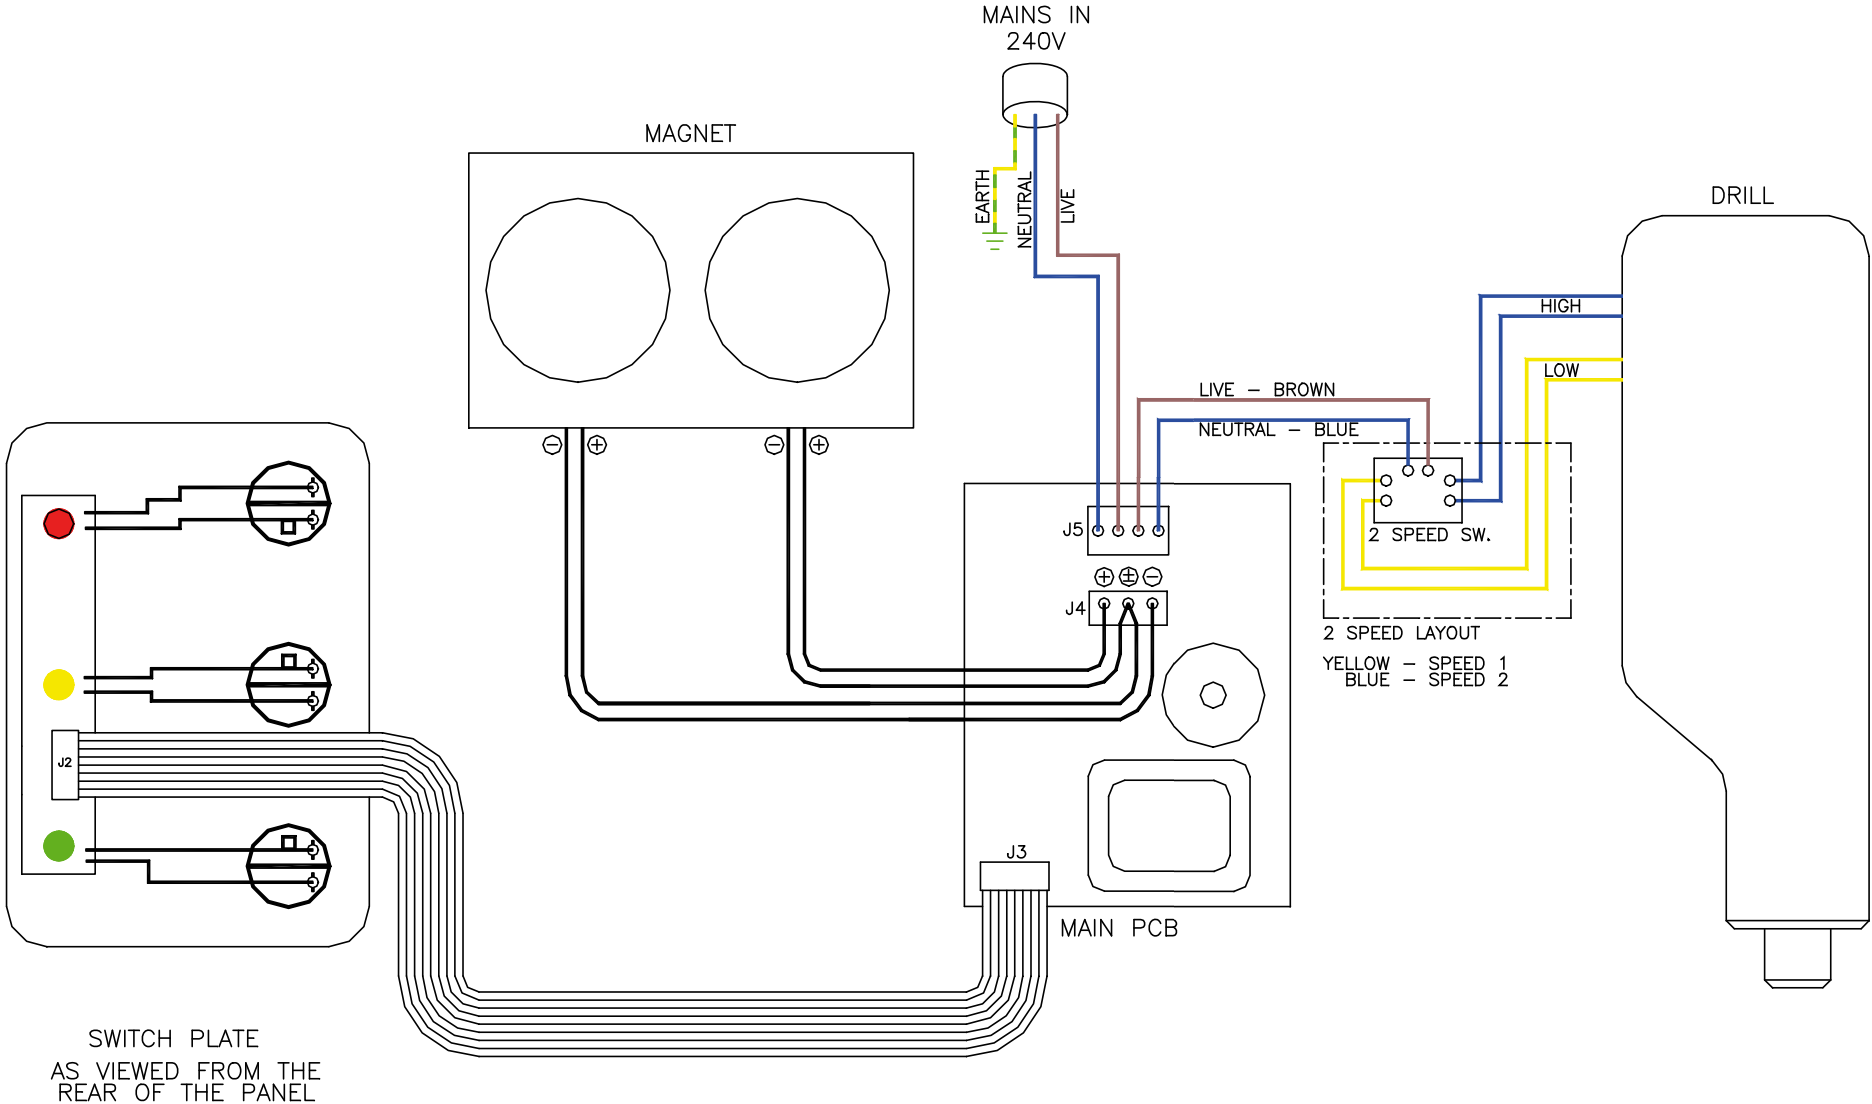 MAINS IN
240V
MAGNET
EARTH
NEUTRAL
LIVE
DRILL
HIGH
LOW
LIVE - BROWN
NEUTRAL - BLUE
- +
- +
J5
2 SPEED SW.
+ ± -
J4
2 SPEED LAYOUT
YELLOW - SPEED 1
BLUE - SPEED 2
J2
J3
MAIN PCB
SWITCH PLATE
AS VIEWED FROM THE
REAR OF THE PANEL